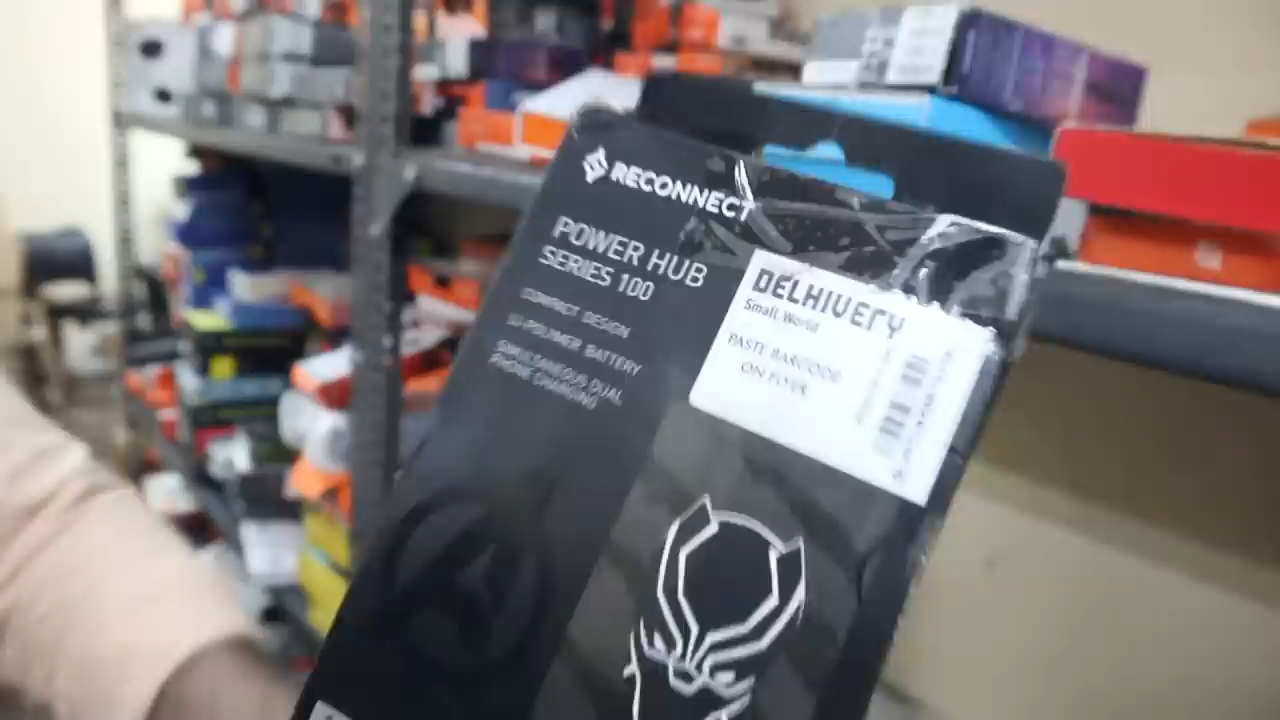 RECONNECT
POWER HUB
SERIES 100
COMPACT DESIGN
LI-POLYMER BATTERY
SIMULTANEOUS DUAL
PHONE CHARGING
DELHIVERY
Small World
PASTE BARCODE
ON FLYER